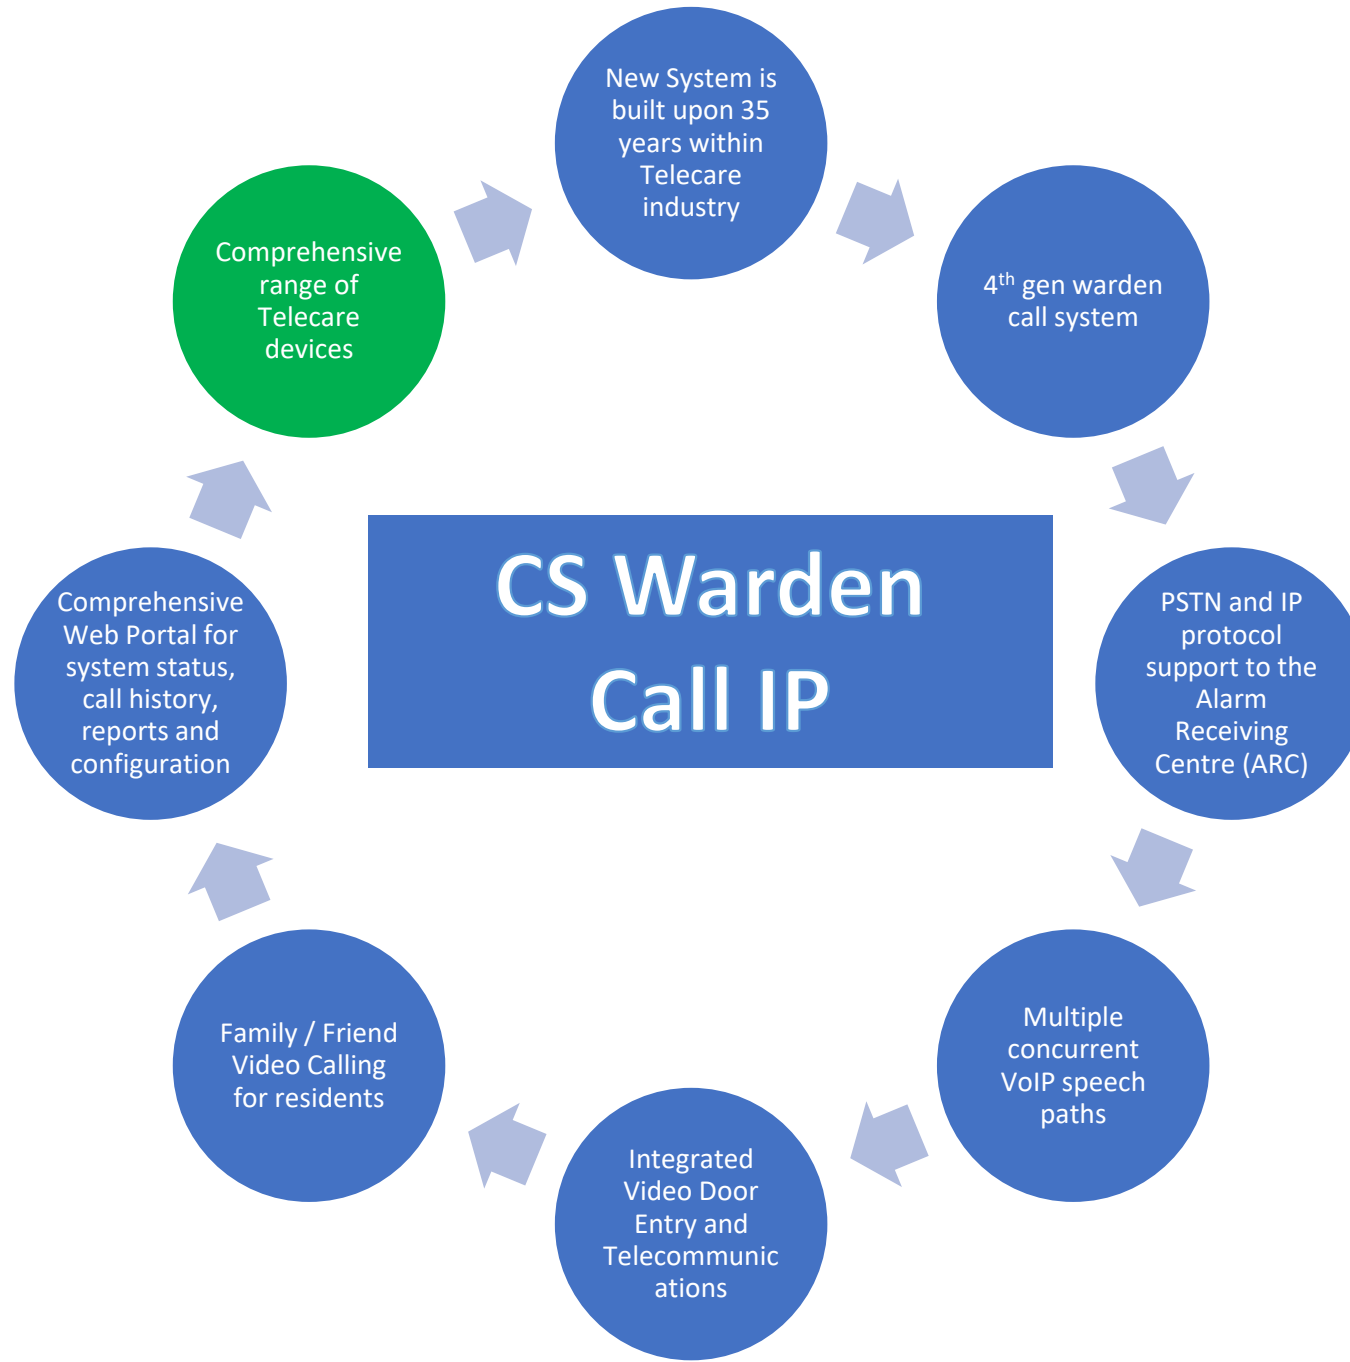 New System is
built upon 35
years within
Telecare
industry
4th gen warden
call system
PSTN and IP
protocol
support to the
Alarm
Receiving
Centre (ARC)
Multiple
concurrent
VoIP speech
paths
Integrated
Video Door
Entry and
Telecommunic
ations
Family / Friend
Video Calling
for residents
Comprehensive
Web Portal for
system status,
call history,
reports and
configuration
Comprehensive
range of
Telecare
devices
CS Warden
Call IP